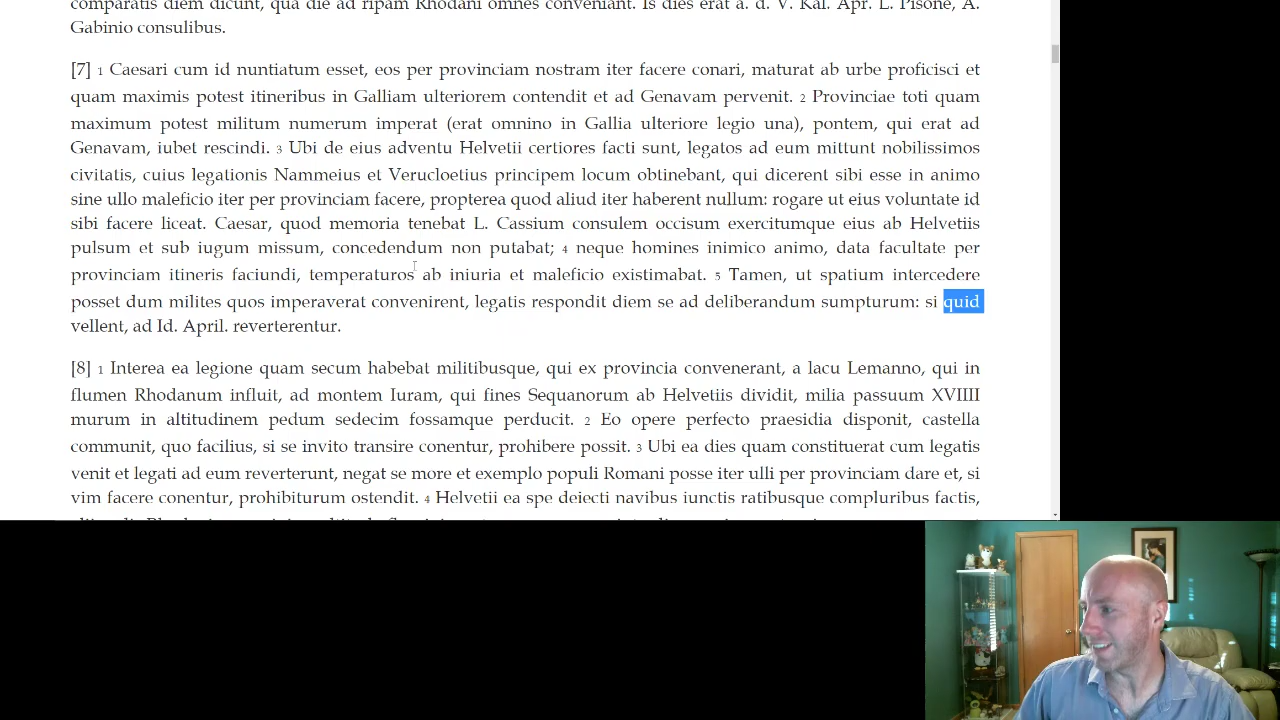 comparatis diem dicunt, qua die ad ripam Rhodani omnes conveniant. Is dies erat a. d. V. Kal. Apr. L. Pisone, A.
Gabinio consulibus.
[7] 1 Caesari cum id nuntiatum esset, eos per provinciam nostram iter facere conari, maturat ab urbe proficisci et
quam maximis potest itineribus in Galliam ulteriorem contendit et ad Genavam pervenit. 2 Provinciae toti quam
maximum potest militum numerum imperat (erat omnino in Gallia ulteriore legio una), pontem, qui erat ad
Genavam, iubet rescindi. 3 Ubi de eius adventu Helvetii certiores facti sunt, legatos ad eum mittunt nobilissimos
civitatis, cuius legationis Nammeius et Verucloetius principem locum obtinebant, qui dicerent sibi esse in animo
sine ullo maleficio iter per provinciam facere, propterea quod aliud iter haberent nullum: rogare ut eius voluntate id
sibi facere liceat. Caesar, quod memoria tenebat L. Cassium consulem occisum exercitumque eius ab Helvetiis
pulsum et sub iugum missum, concedendum non putabat; 4 neque homines inimico animo, data facultate per
provinciam itineris faciundi, temperaturos ab iniuria et maleficio existimabat. 5 Tamen, ut spatium intercedere
posset dum milites quos imperaverat convenirent, legatis respondit diem se ad deliberandum sumpturum: si quid
vellent, ad Id. April. reverterentur.
[8] 1 Interea ea legione quam secum habebat militibusque, qui ex provincia convenerant, a lacu Lemanno, qui in
flumen Rhodanum influit, ad montem Iuram, qui fines Sequanorum ab Helvetiis dividit, milia passuum XVIIII
murum in altitudinem pedum sedecim fossamque perducit. 2 Eo opere perfecto praesidia disponit, castella
communit, quo facilius, si se invito transire conentur, prohibere possit. 3 Ubi ea dies quam constituerat cum legatis
venit et legati ad eum reverterunt, negat se more et exemplo populi Romani posse iter ulli per provinciam dare et, si
vim facere conentur, prohibiturum ostendit. 4 Helvetii ea spe deiecti navibus iunctis ratibusque compluribus factis,